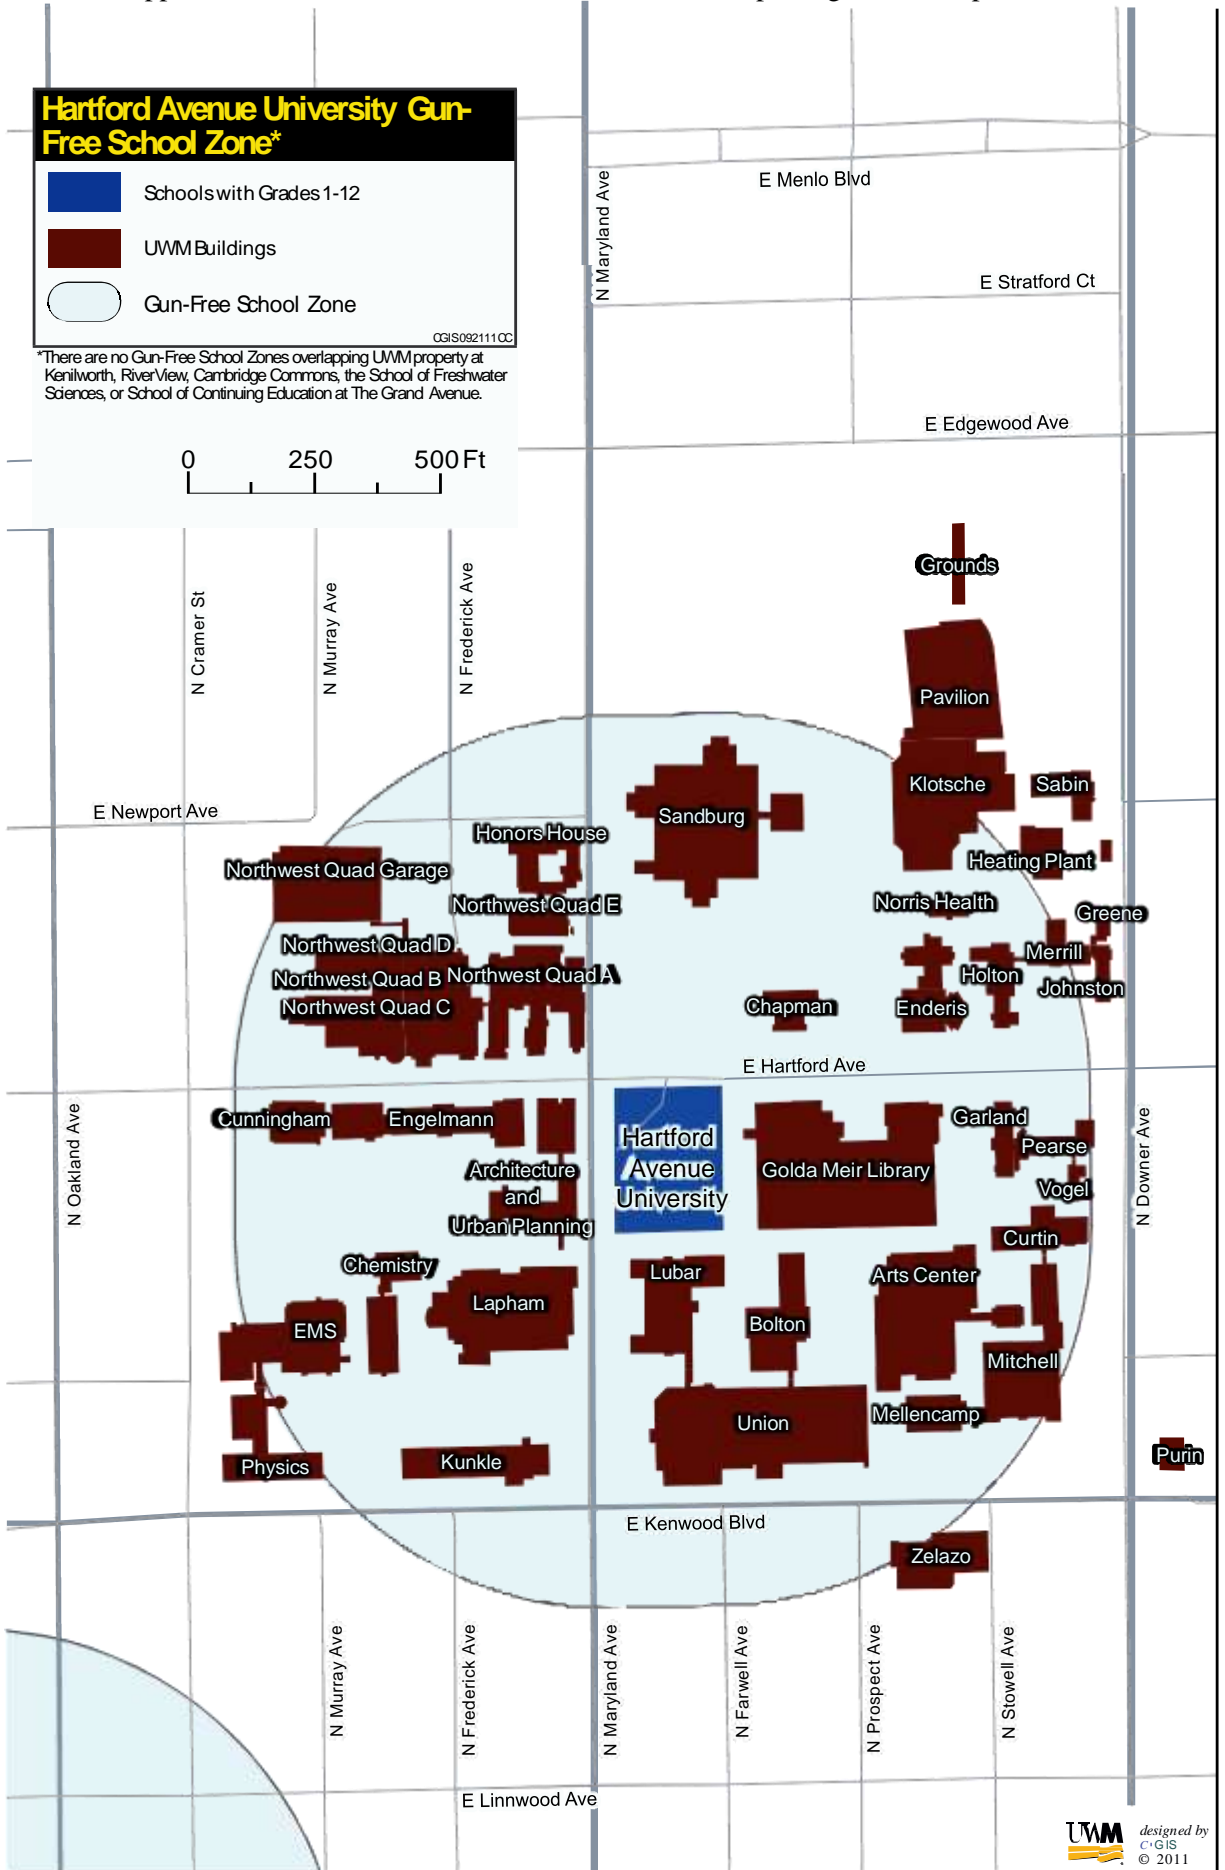 Hartford Avenue University Gun-
Free School Zone*
Schools with Grades 1-12
UWM Buildings
Gun-Free School Zone
CGIS092111CC
*There are no Gun-Free School Zones overlapping UWM property at
Kenilworth, RiverView, Cambridge Commons, the School of Freshwater
Sciences, or School of Continuing Education at The Grand Avenue.
0 250 500 Ft
N Maryland Ave
E Menlo Blvd
E Stratford Ct
E Edgewood Ave
N Cramer St
N Murray Ave
N Frederick Ave
Grounds
Pavilion
Klotsche
Sabin
E Newport Ave
Sandburg
Honors House
Heating Plant
Northwest Quad Garage
Northwest Quad E
Norris Health
Greene
Northwest Quad D
Merrill
Northwest Quad B
Northwest Quad A
Holton
Johnston
Northwest Quad C
Chapman
Enderis
E Hartford Ave
N Oakland Ave
Cunningham
Engelmann
Hartford
Avenue
University
Garland
Pearse
N Downer Ave
Architecture
and
Urban Planning
Golda Meir Library
Vogel
Curtin
Chemistry
Lubar
Arts Center
Lapham
EMS
Bolton
Mitchell
Union
Mellencamp
Physics
Kunkle
Purin
E Kenwood Blvd
Zelazo
N Murray Ave
N Frederick Ave
N Maryland Ave
N Farwell Ave
N Prospect Ave
N Stowell Ave
E Linnwood Ave
UWM
designed by
C•GIS
© 2011